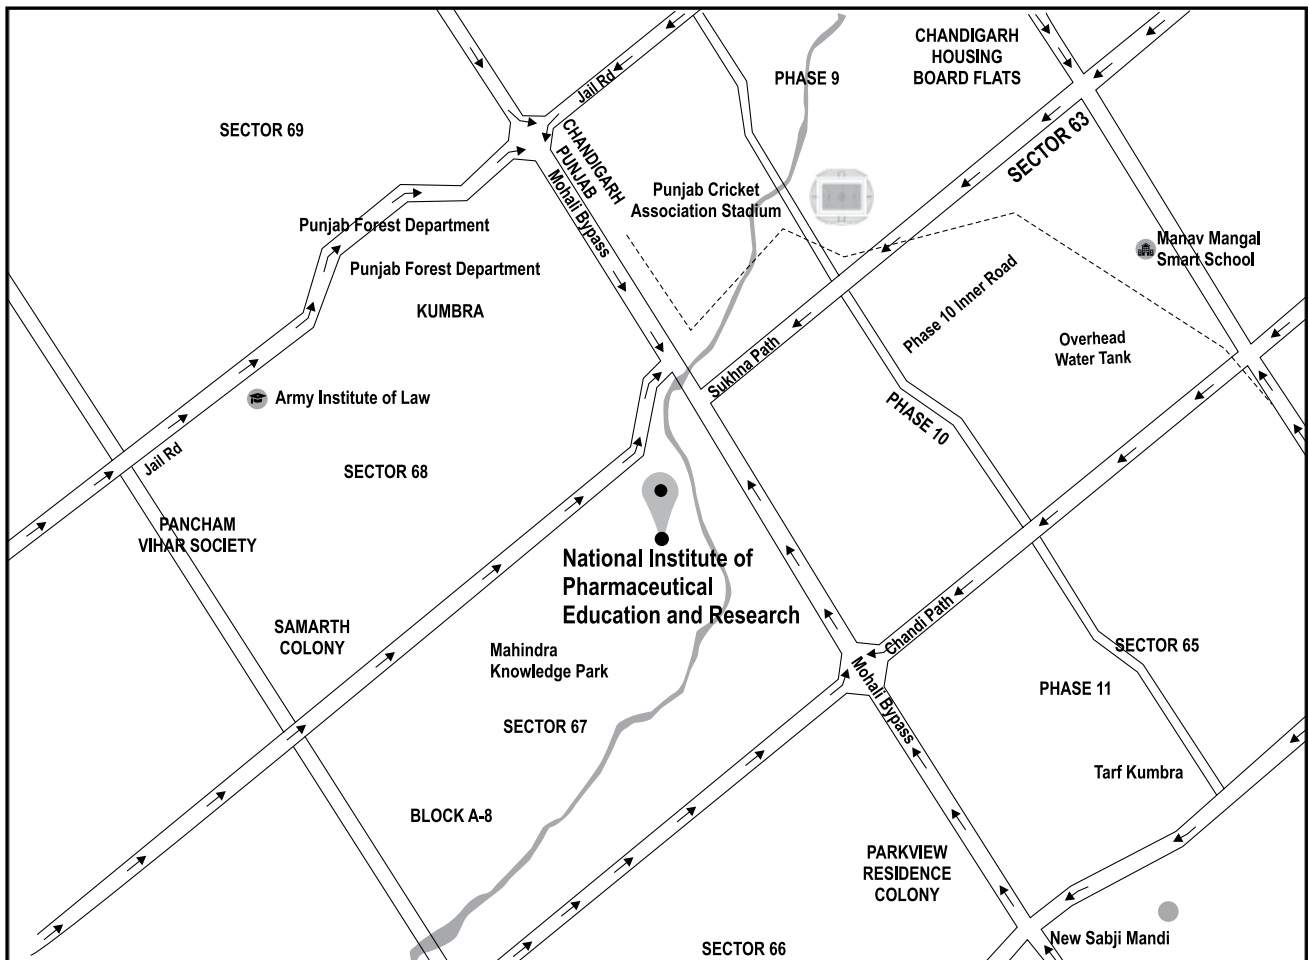 CHANDIGARH
HOUSING
BOARD FLATS
PHASE 9
Jail Rd
SECTOR 69
CHANDIGARH
PUNJAB
Mohali Bypass
SECTOR 63
Punjab Cricket
Association Stadium
Punjab Forest Department
Manav Mangal
Smart School
Punjab Forest Department
KUMBRA
Phase 10 Inner Road
Overhead
Water Tank
Sukhna Path
Army Institute of Law
PHASE 10
Jail Rd
SECTOR 68
PANCHAM
VIHAR SOCIETY
National Institute of
Pharmaceutical
Education and Research
SAMARTH
COLONY
Chandi Path
Mahindra
Knowledge Park
SECTOR 65
Mohali Bypass
PHASE 11
SECTOR 67
Tarf Kumbra
BLOCK A-8
PARKVIEW
RESIDENCE
COLONY
New Sabji Mandi
SECTOR 66